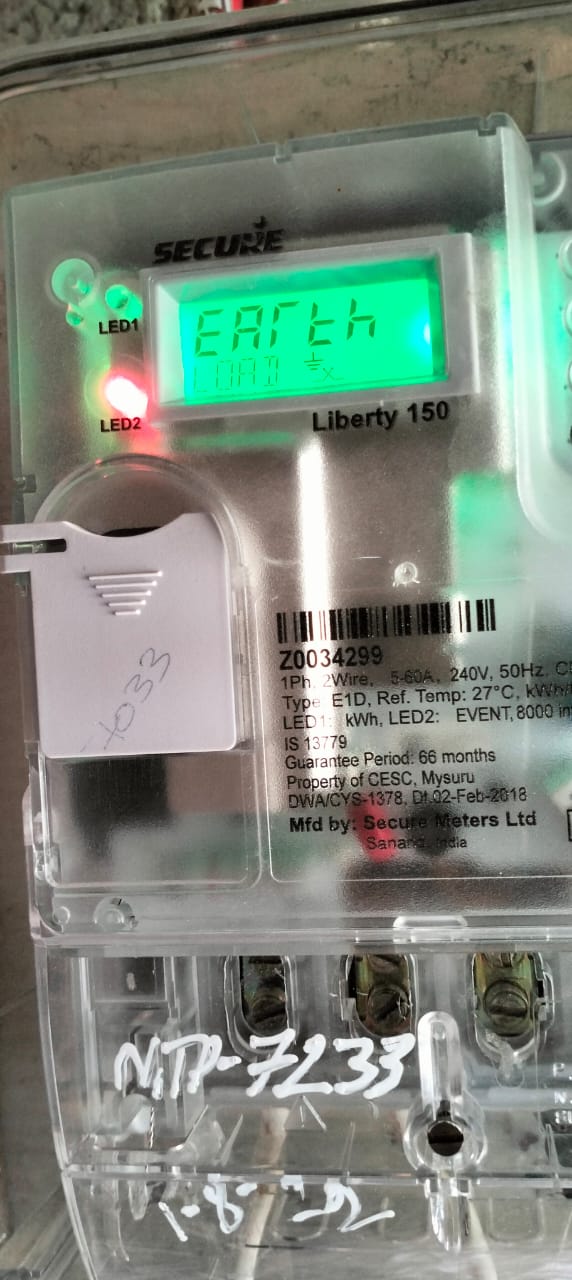 SECURE
LED1
EArth
LOAD
LED2
Liberty 150
Z0034299
1Ph, 2Wire, 5-60A, 240V, 50Hz,
Type E1D, Ref. Temp: 27°C,
LED1: kWh, LED2: EVENT, 8000
IS 13779
Guarantee Period: 66 months
Property of CESC, Mysuru
DWA/CYS-1378, Dt.02-Feb-2018
Mfd by: Secure Meters Ltd
Sanand, India
7233